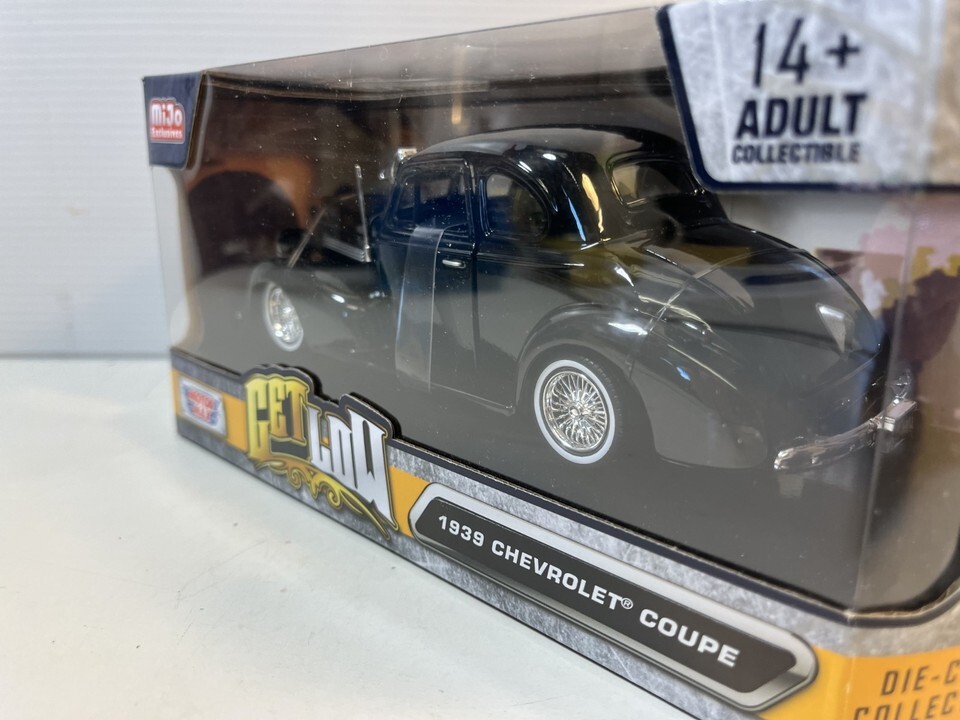 MiJo
Exclusives
14+
ADULT
COLLECTIBLE
GET
LOW
1939 CHEVROLET® COUPE
DIE-C
COLLEC